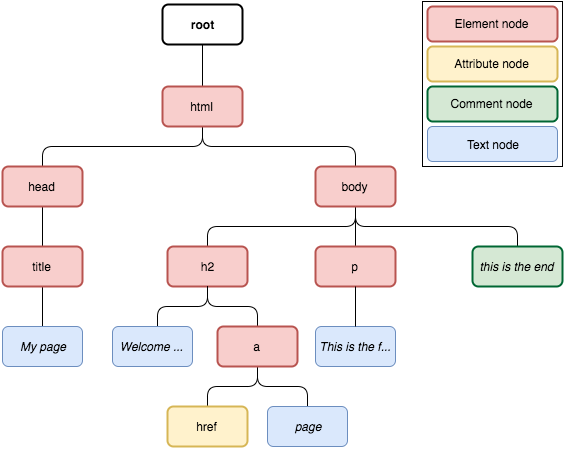 root
Element node
Attribute node
Comment node
Text node
html
head
body
title
h2
p
this is the end
My page
Welcome ...
a
This is the f...
href
page